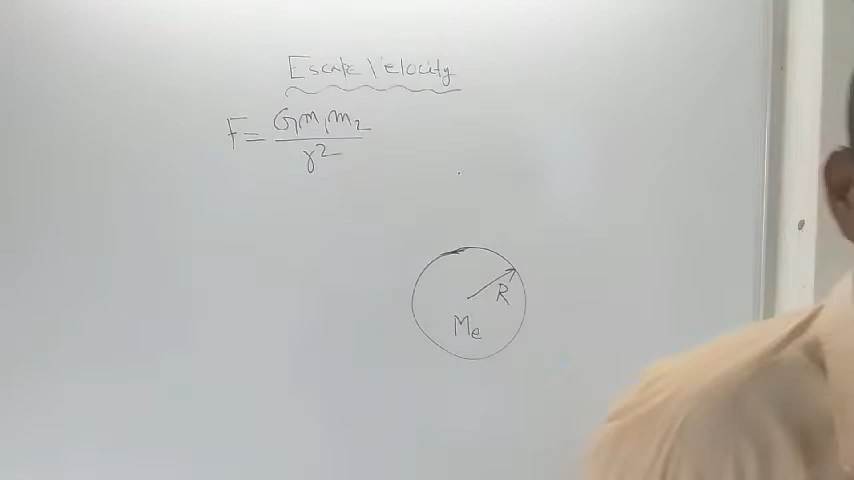 Escape Velocity
F = Gm₁m₂
r²
R
Me